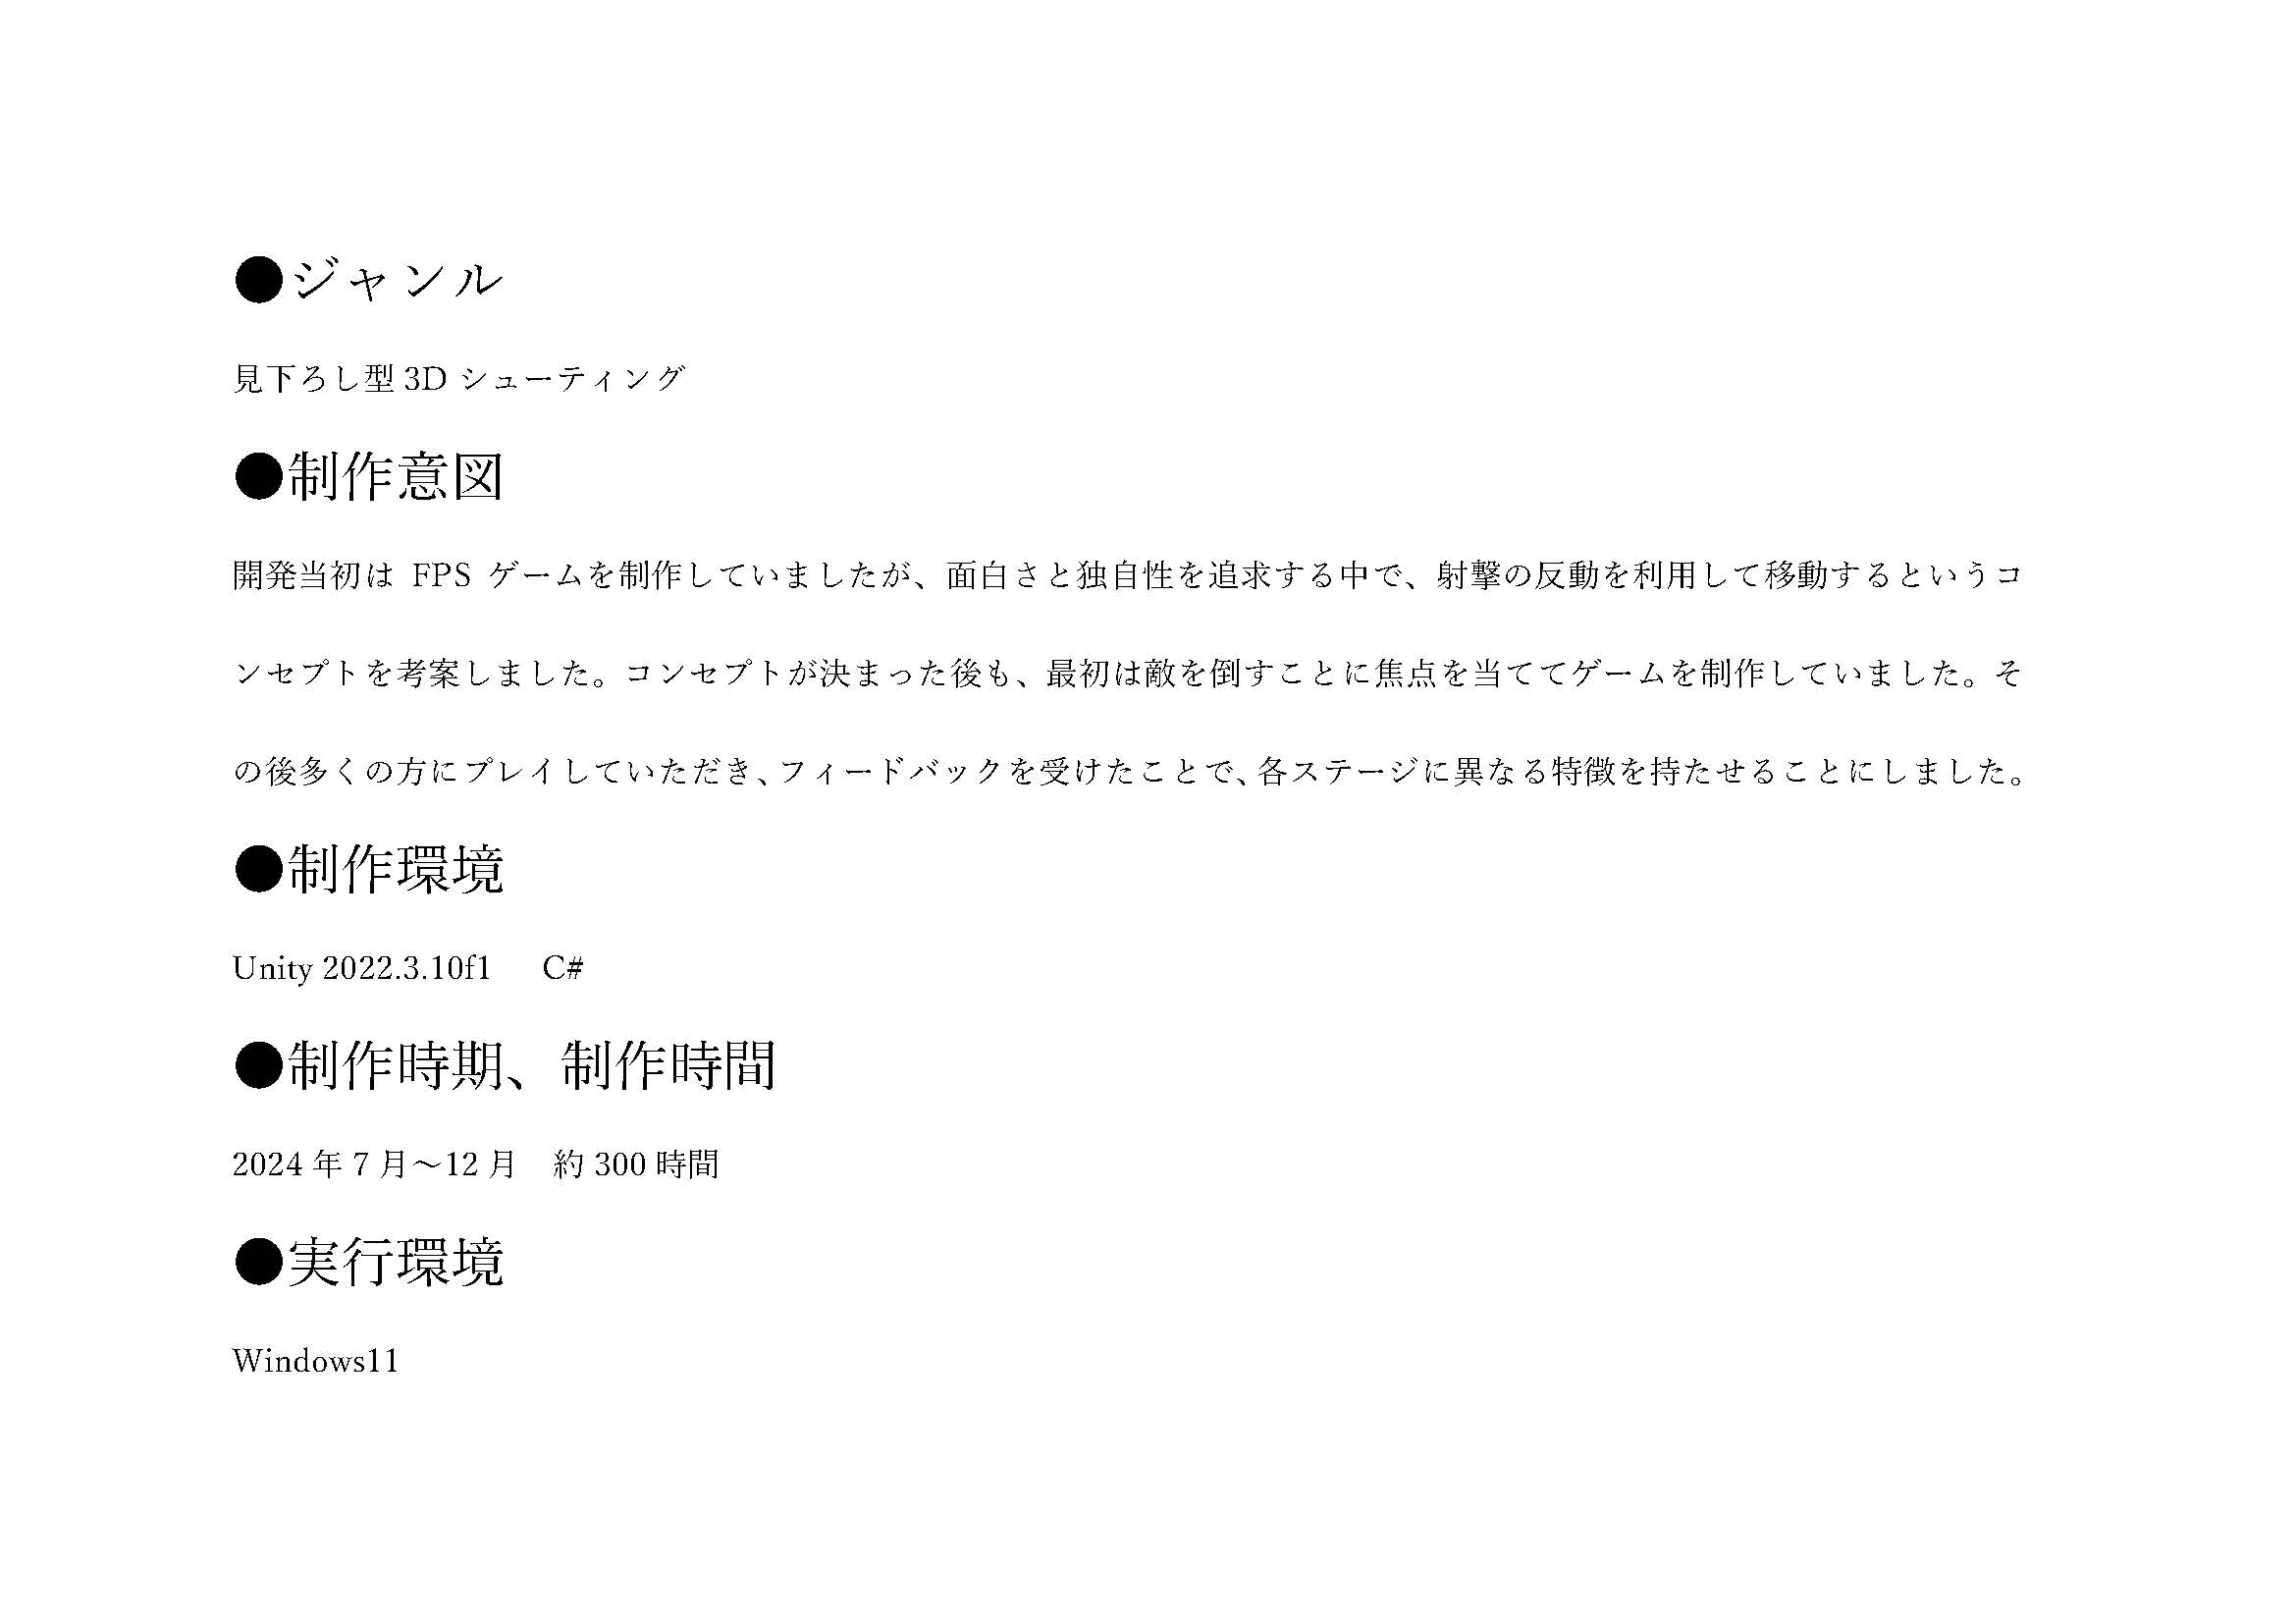 ●ジャンル
見下ろし型 3D シューティング
●制作意図
開発当初は FPS ゲームを制作していましたが、面白さと独自性を追求する中で、射撃の反動を利用して移動するというコ
ンセプトを考案しました。コンセプトが決まった後も、最初は敵を倒すことに焦点を当ててゲームを制作していました。そ
の後多くの方にプレイしていただき、フィードバックを受けたことで、各ステージに異なる特徴を持たせることにしました。
●制作環境
Unity 2022.3.10f1　C#
●制作時期、制作時間
2024 年 7 月～12 月　約 300 時間
●実行環境
Windows11